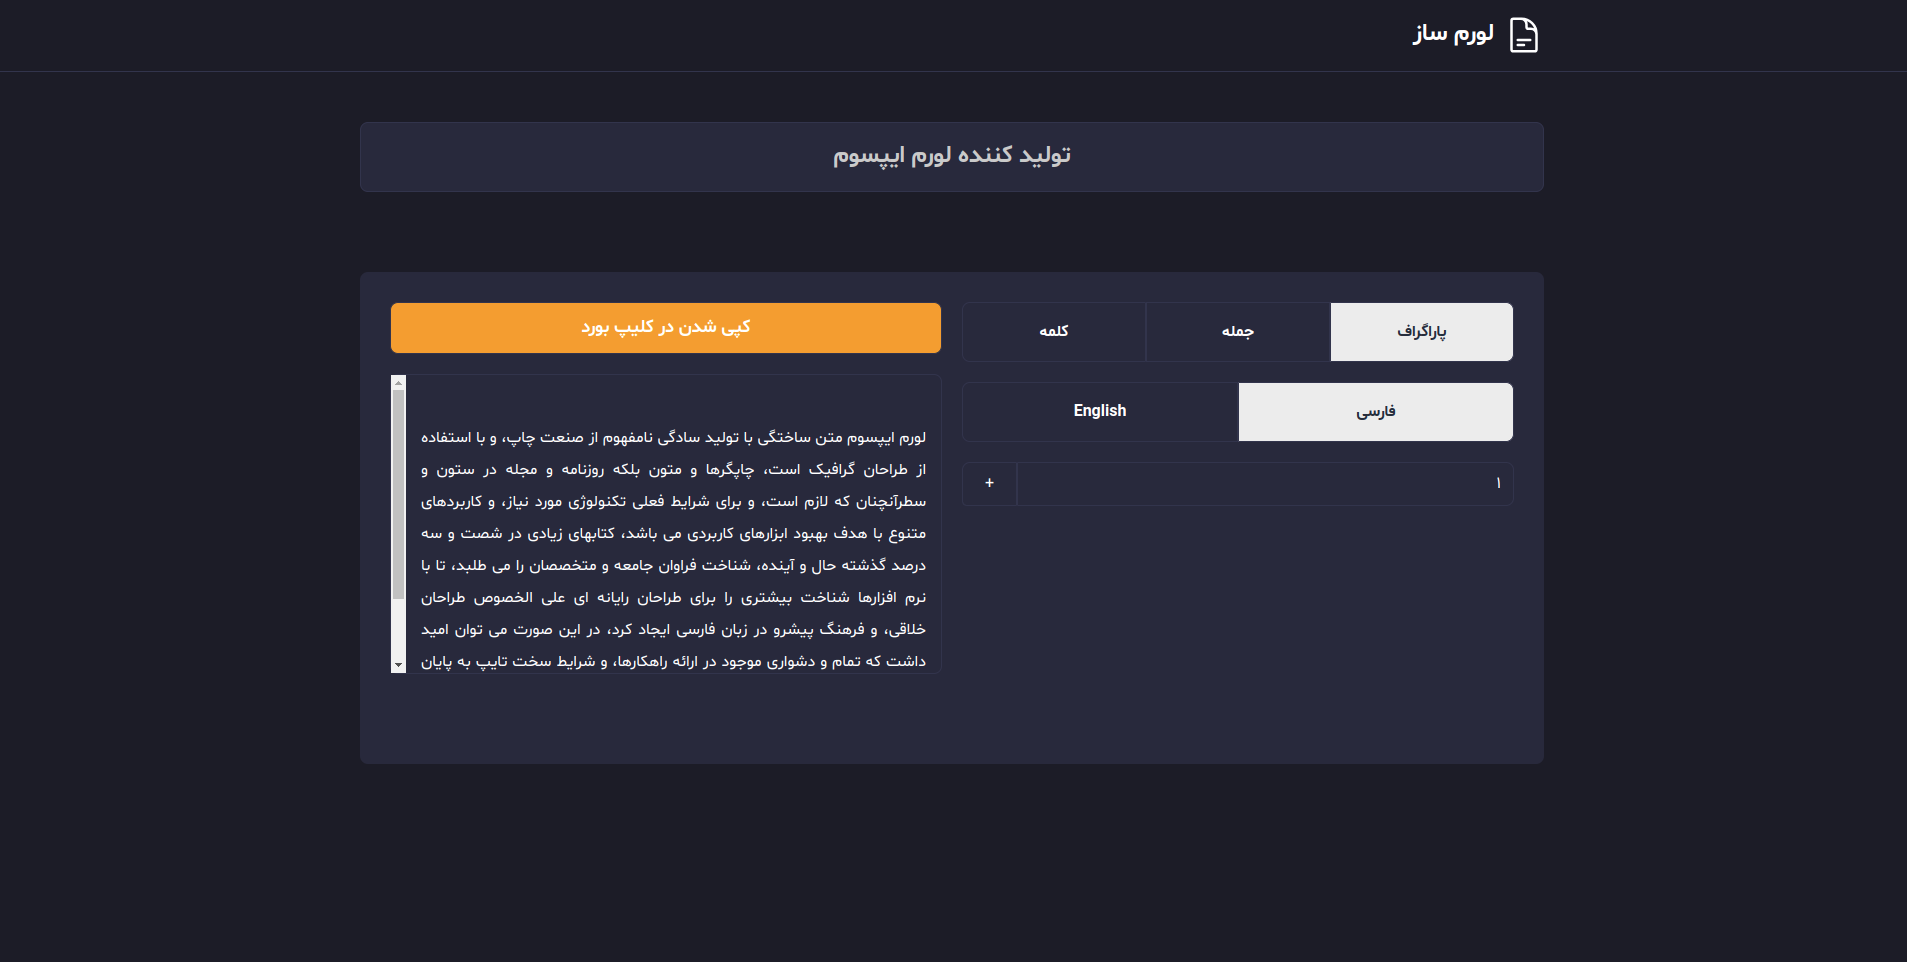 لورم ساز
تولید کننده لورم ایپسوم
پاراگراف
جمله
کلمه
فارسی
English
۱
+
کپی شدن در کلیپ بورد
لورم ایپسوم متن ساختگی با تولید سادگی نامفهوم از صنعت چاپ، و با استفاده
از طراحان گرافیک است، چاپگرها و متون بلکه روزنامه و مجله در ستون و
سطرآنچنان که لازم است، و برای شرایط فعلی تکنولوژی مورد نیاز، و کاربردهای
متنوع با هدف بهبود ابزارهای کاربردی می باشد، کتابهای زیادی در شصت و سه
درصد گذشته حال و آینده، شناخت فراوان جامعه و متخصصان را می طلبد، تا با
نرم افزارها شناخت بیشتری را برای طراحان رایانه ای علی الخصوص طراحان
خلاقی، و فرهنگ پیشرو در زبان فارسی ایجاد کرد، در این صورت می توان امید
داشت که تمام و دشواری موجود در ارائه راهکارها، و شرایط سخت تایپ به پایان